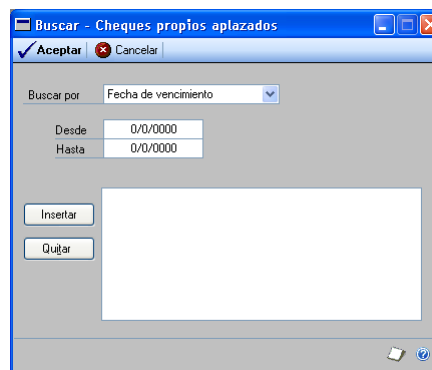 Buscar - Cheques propios aplazados
Aceptar Cancelar
Buscar por Fecha de vencimiento
Desde 0/0/0000
Hasta 0/0/0000
Insertar
Quitar